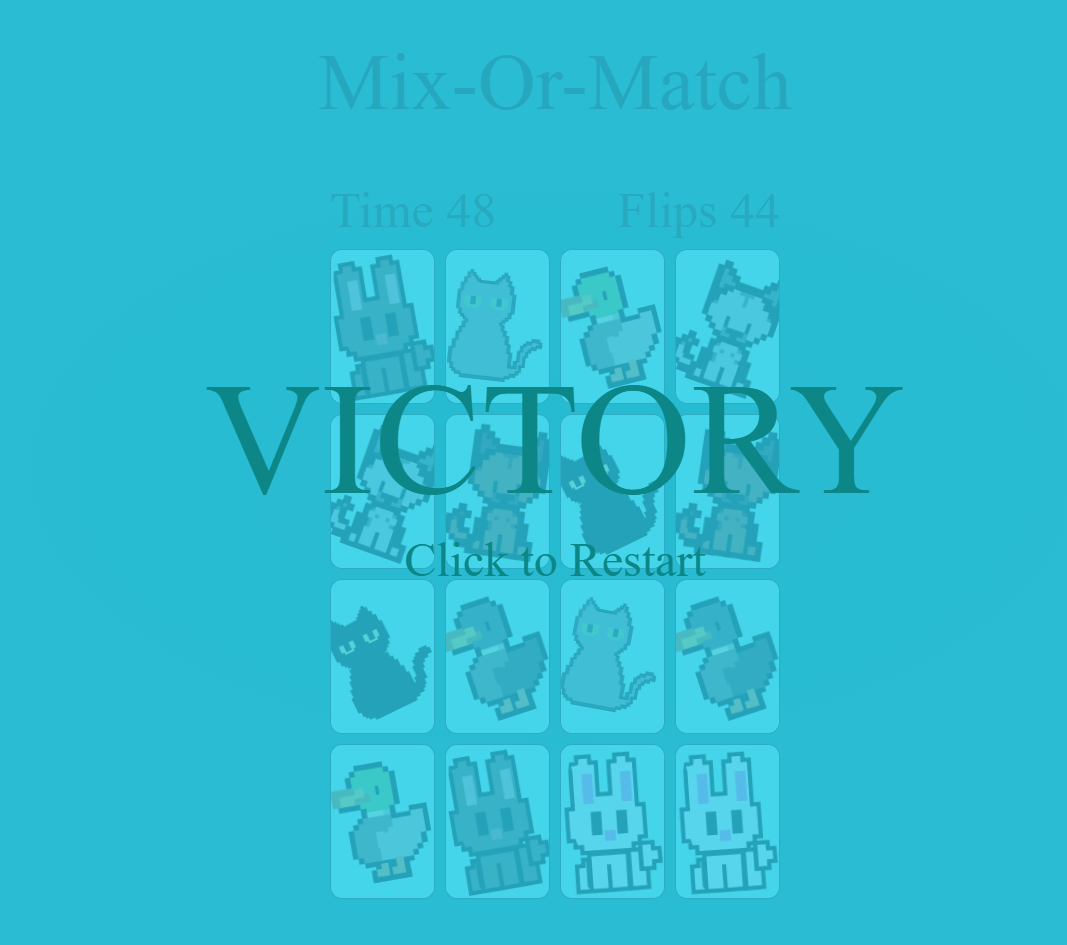 Mix-Or-Match
Time 48 Flips 44
VICTORY
Click to Restart